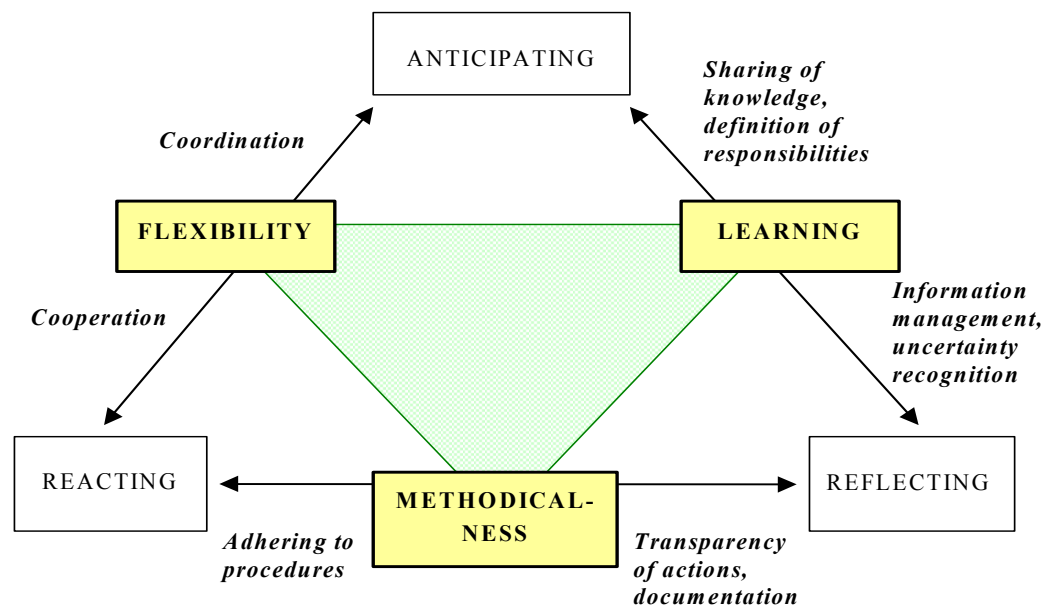 ANTICIPATING
Sharing of
knowledge,
definition of
responsibilities
Coordination
FLEXIBILITY
LEARNING
Cooperation
Information
management,
uncertainty
recognition
REACTING
METHODICAL-
NESS
REFLECTING
Adhering to
procedures
Transparency
of actions,
documentation